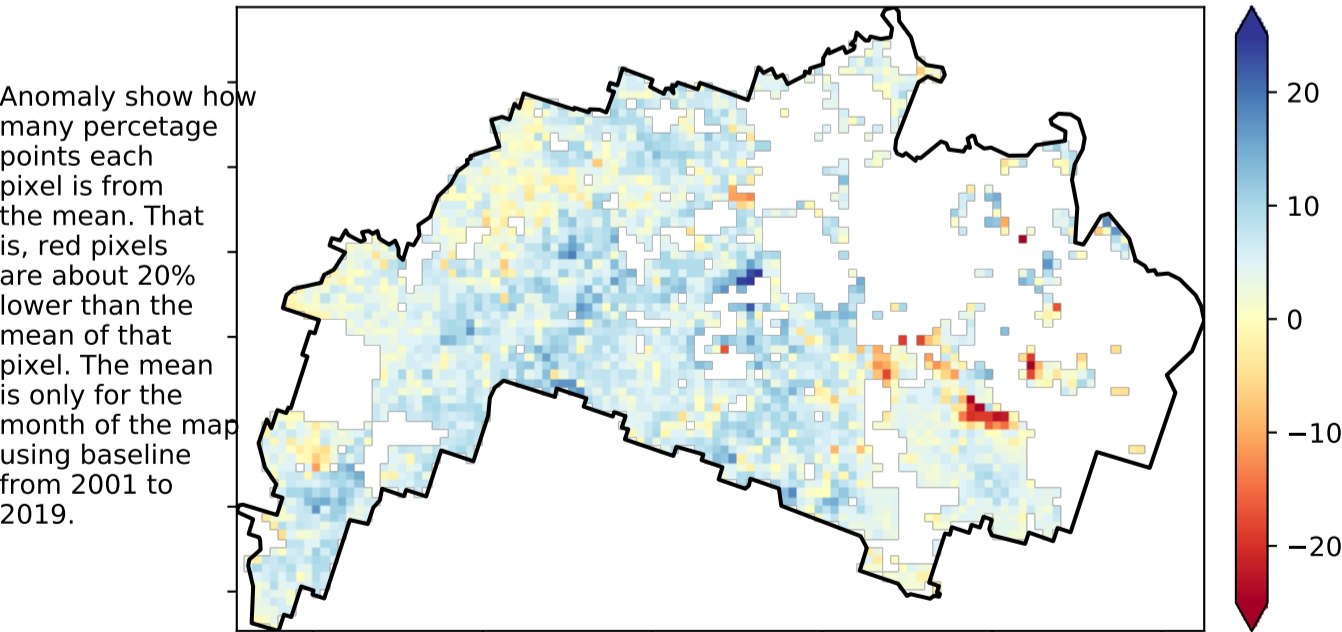 Anomaly show how
many percetage
points each
pixel is from
the mean. That
is, red pixels
are about 20%
lower than the
mean of that
pixel. The mean
is only for the
month of the map
using baseline
from 2001 to
2019.
20
10
0
−10
−20